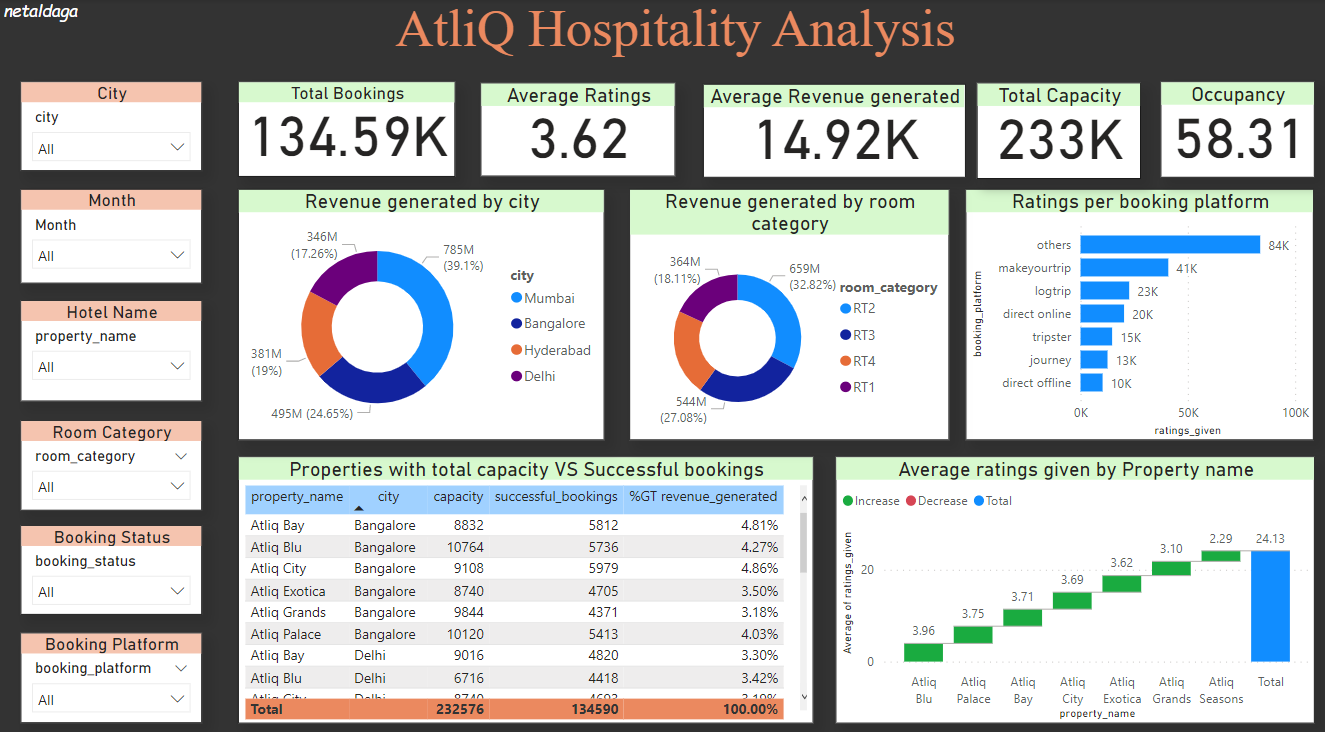 netaldaga
AtliQ Hospitality Analysis
City
city
All
Month
Month
All
Hotel Name
property_name
All
Room Category
room_category
All
Booking Status
booking_status
All
Booking Platform
booking_platform
All
Total Bookings
134.59K
Average Ratings
3.62
Average Revenue generated
14.92K
Total Capacity
233K
Occupancy
58.31
Revenue generated by city
346M
(17.26%)
785M
(39.1%)
381M
(19%)
495M (24.65%)
city
Mumbai
Bangalore
Hyderabad
Delhi
Revenue generated by room
category
364M
(18.11%)
659M
(32.82%)
544M
(27.08%)
room_category
RT2
RT3
RT4
RT1
Ratings per booking platform
booking_platform
others 84K
makeyourtrip 41K
logtrip 23K
direct online 20K
tripster 15K
journey 13K
direct offline 10K
0K 50K 100K
ratings_given
Properties with total capacity VS Successful bookings
property_name city capacity successful_bookings %GT revenue_generated
Atliq Bay Bangalore 8832 5812 4.81%
Atliq Blu Bangalore 10764 5736 4.27%
Atliq City Bangalore 9108 5979 4.86%
Atliq Exotica Bangalore 8740 4705 3.50%
Atliq Grands Bangalore 9844 4371 3.18%
Atliq Palace Bangalore 10120 5413 4.03%
Atliq Bay Delhi 9016 4820 3.30%
Atliq Blu Delhi 6716 4418 3.42%
Atliq City Delhi 8740 4693 3.19%
Total 232576 134590 100.00%
Average ratings given by Property name
Increase Decrease Total
Average of ratings_given
20
0
3.96 3.75 3.71 3.69 3.62 3.10 2.29 24.13
Atliq Atliq Atliq Atliq Atliq Atliq Atliq Total
Blu Palace Bay City Exotica Grands Seasons
property_name